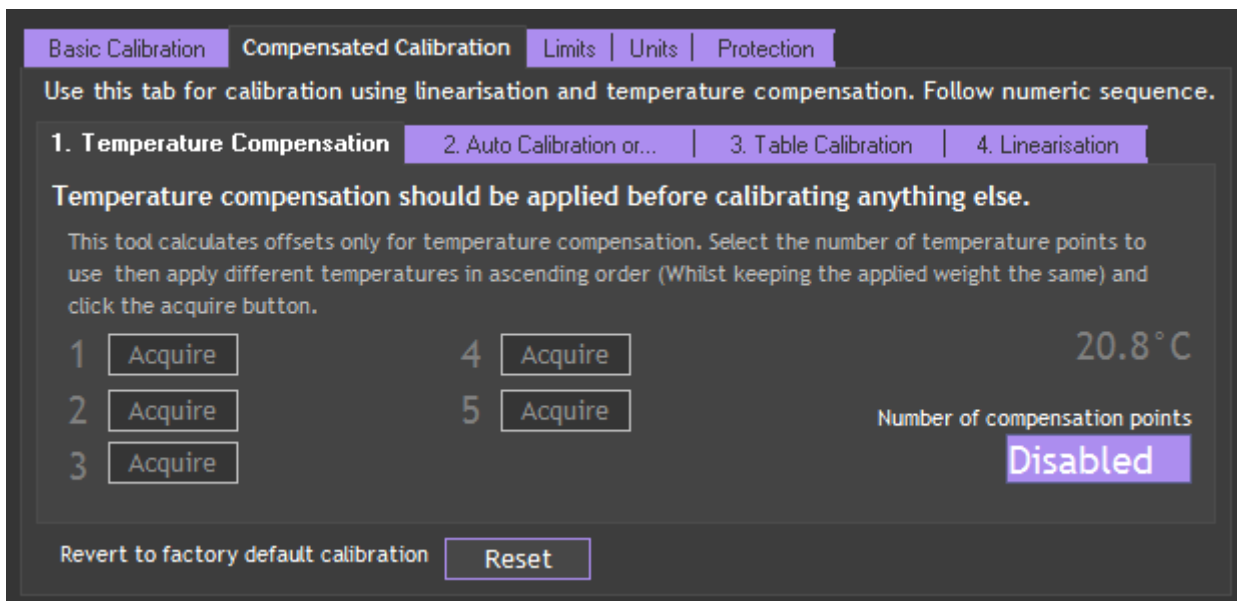 Basic Calibration Compensated Calibration Limits Units Protection
Use this tab for calibration using linearisation and temperature compensation. Follow numeric sequence.
1. Temperature Compensation 2. Auto Calibration or... 3. Table Calibration 4. Linearisation
Temperature compensation should be applied before calibrating anything else.
This tool calculates offsets only for temperature compensation. Select the number of temperature points to
use then apply different temperatures in ascending order (Whilst keeping the applied weight the same) and
click the acquire button.
1 Acquire 4 Acquire 20.8°C
2 Acquire 5 Acquire Number of compensation points
3 Acquire Disabled
Revert to factory default calibration Reset